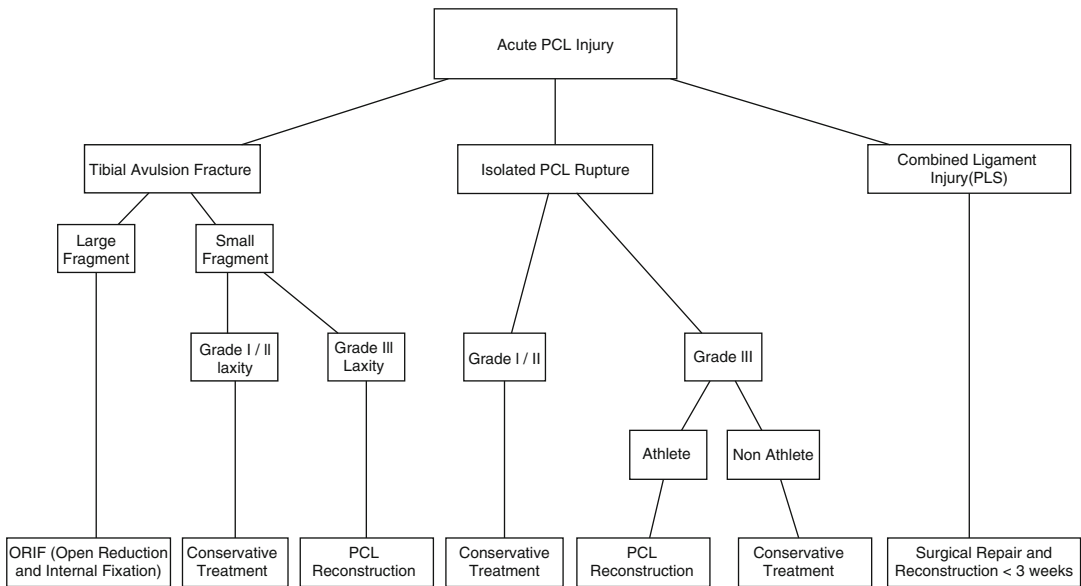 Acute PCL Injury
Tibial Avulsion Fracture
Isolated PCL Rupture
Combined Ligament
Injury(PLS)
Large
Fragment
Small
Fragment
Grade I / II
laxity
Grade III
Laxity
Grade I / II
Grade III
Athlete
Non Athlete
ORIF (Open Reduction
and Internal Fixation)
Conservative
Treatment
PCL
Reconstruction
Conservative
Treatment
PCL
Reconstruction
Conservative
Treatment
Surgical Repair and
Reconstruction < 3 weeks